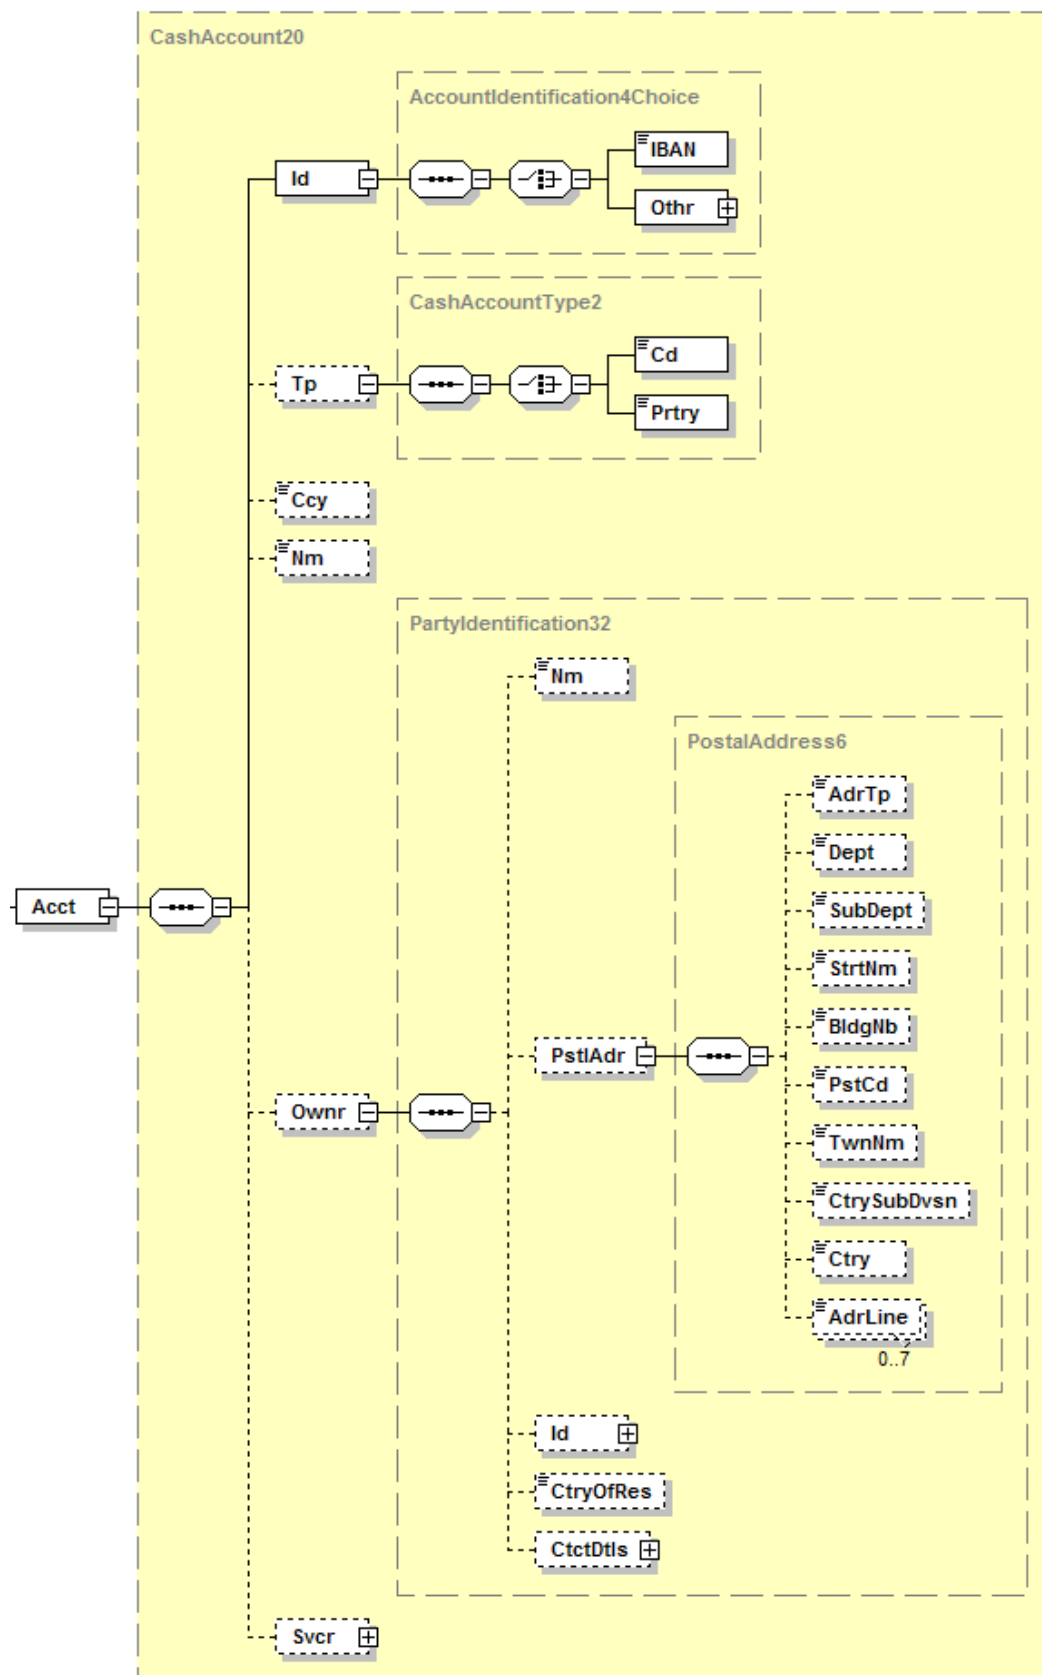 CashAccount20
AccountIdentification4Choice
IBAN
Id
Othr
CashAccountType2
Cd
Tp
Prtry
Ccy
Nm
PartyIdentification32
Nm
PostalAddress6
AdrTp
Dept
Acct
SubDept
StrtNm
BldgNb
PstlAdr
PstCd
Ownr
TwnNm
CtrySubDvsn
Ctry
AdrLine
0..7
Id
CtryOfRes
CtctDtls
Svcr